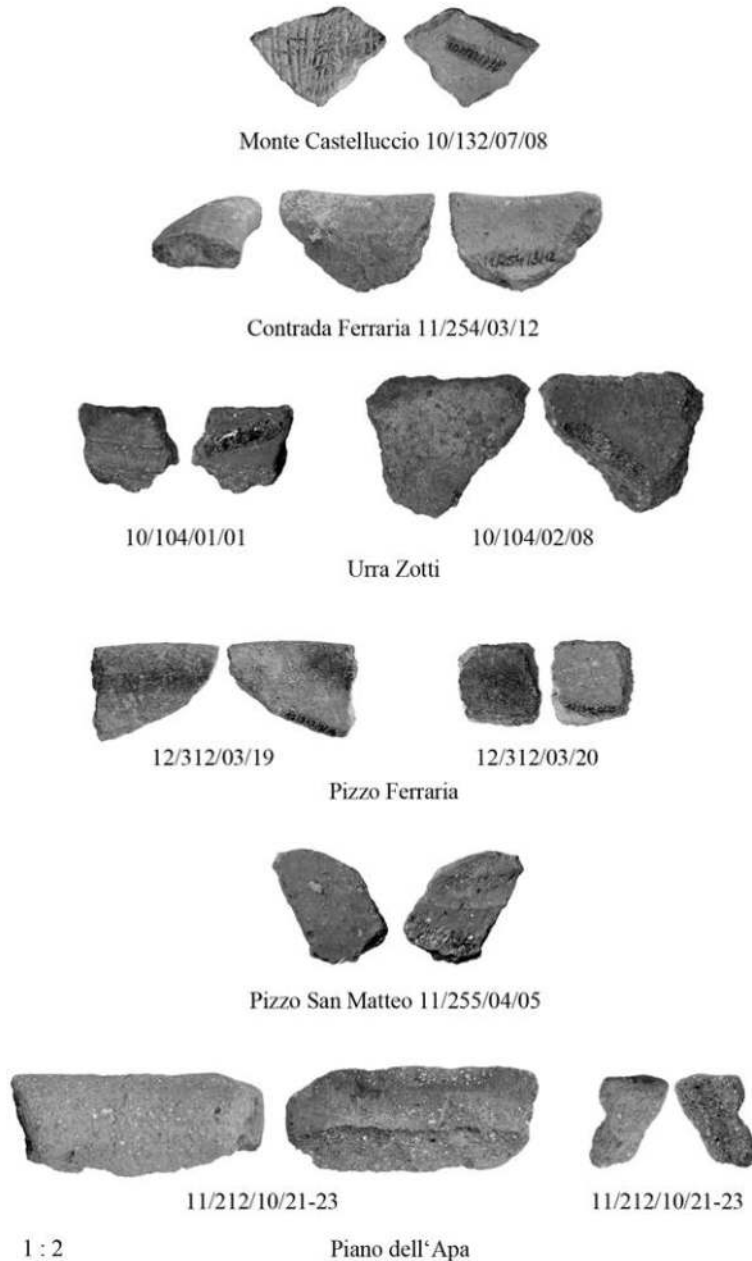 Monte Castelluccio 10/132/07/08
Contrada Ferraria 11/254/03/12
10/104/01/01
10/104/02/08
Urra Zotti
12/312/03/19
12/312/03/20
Pizzo Ferraria
Pizzo San Matteo 11/255/04/05
11/212/10/21-23
11/212/10/21-23
1 : 2
Piano dell‘Apa